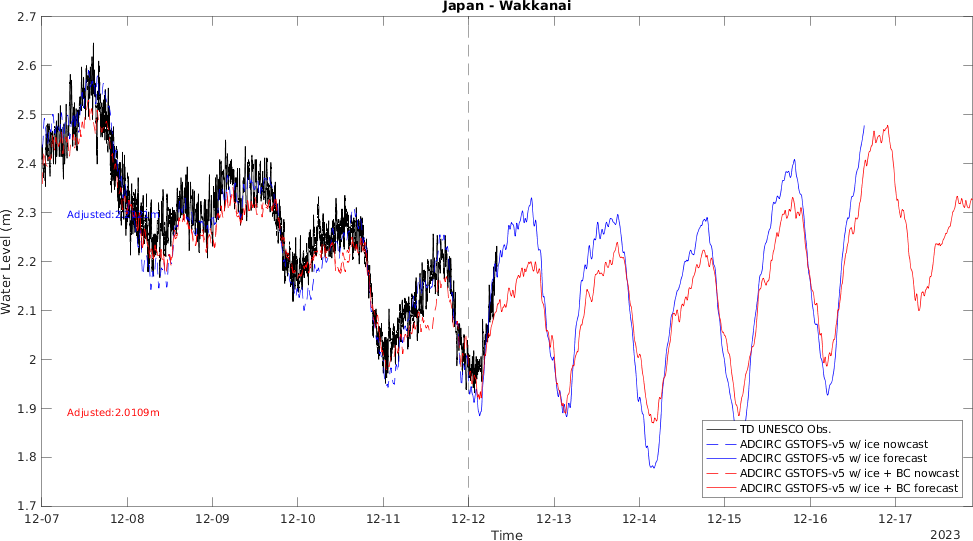 Japan - Wakkanai
2.7
2.6
2.5
2.4
2.3
2.2
2.1
2
1.9
1.8
1.7
Water Level (m)
Adjusted:2.
Adjusted:2.0109m
TD UNESCO Obs.
ADCIRC GSTOFS-v5 w/ ice nowcast
ADCIRC GSTOFS-v5 w/ ice forecast
ADCIRC GSTOFS-v5 w/ ice + BC nowcast
ADCIRC GSTOFS-v5 w/ ice + BC forecast
12-07 12-08 12-09 12-10 12-11 12-12 12-13 12-14 12-15 12-16 12-17
Time
2023